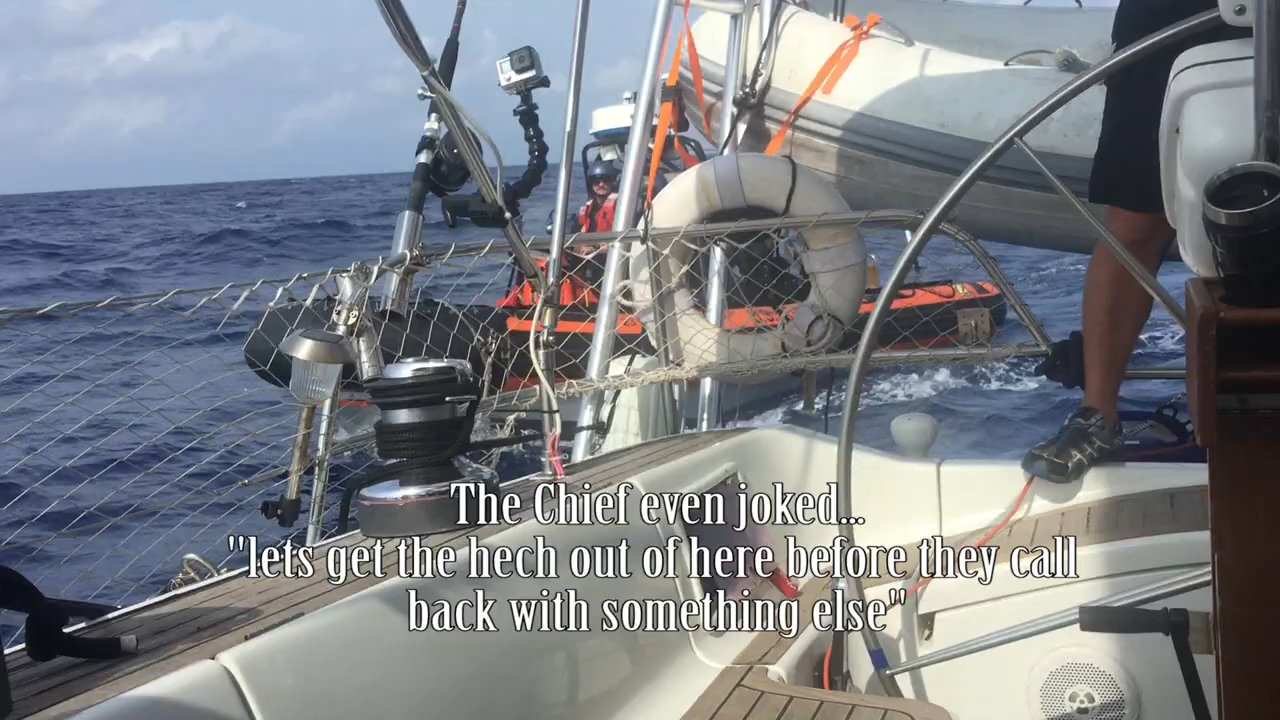 The Chief even joked...
"lets get the hech out of here before they call
back with something else"